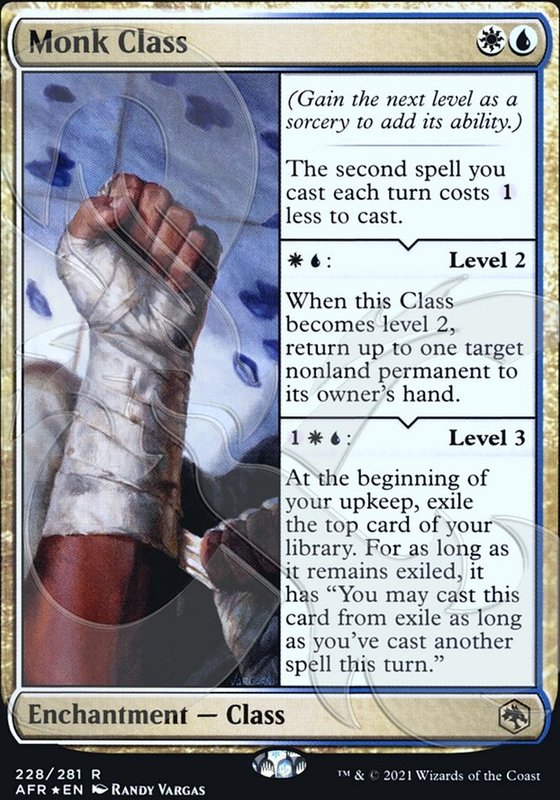 Monk Class
(Gain the next level as a
sorcery to add its ability.)
The second spell you
cast each turn costs 1
less to cast.
: Level 2
When this Class
becomes level 2,
return up to one target
nonland permanent to
its owner's hand.
1 : Level 3
At the beginning of
your upkeep, exile
the top card of your
library. For as long as
it remains exiled, it
has “You may cast this
card from exile as long
as you've cast another
spell this turn.”
Enchantment — Class
228/281 R
AFR ★ EN RANDY VARGAS
™ & © 2021 Wizards of the Coast